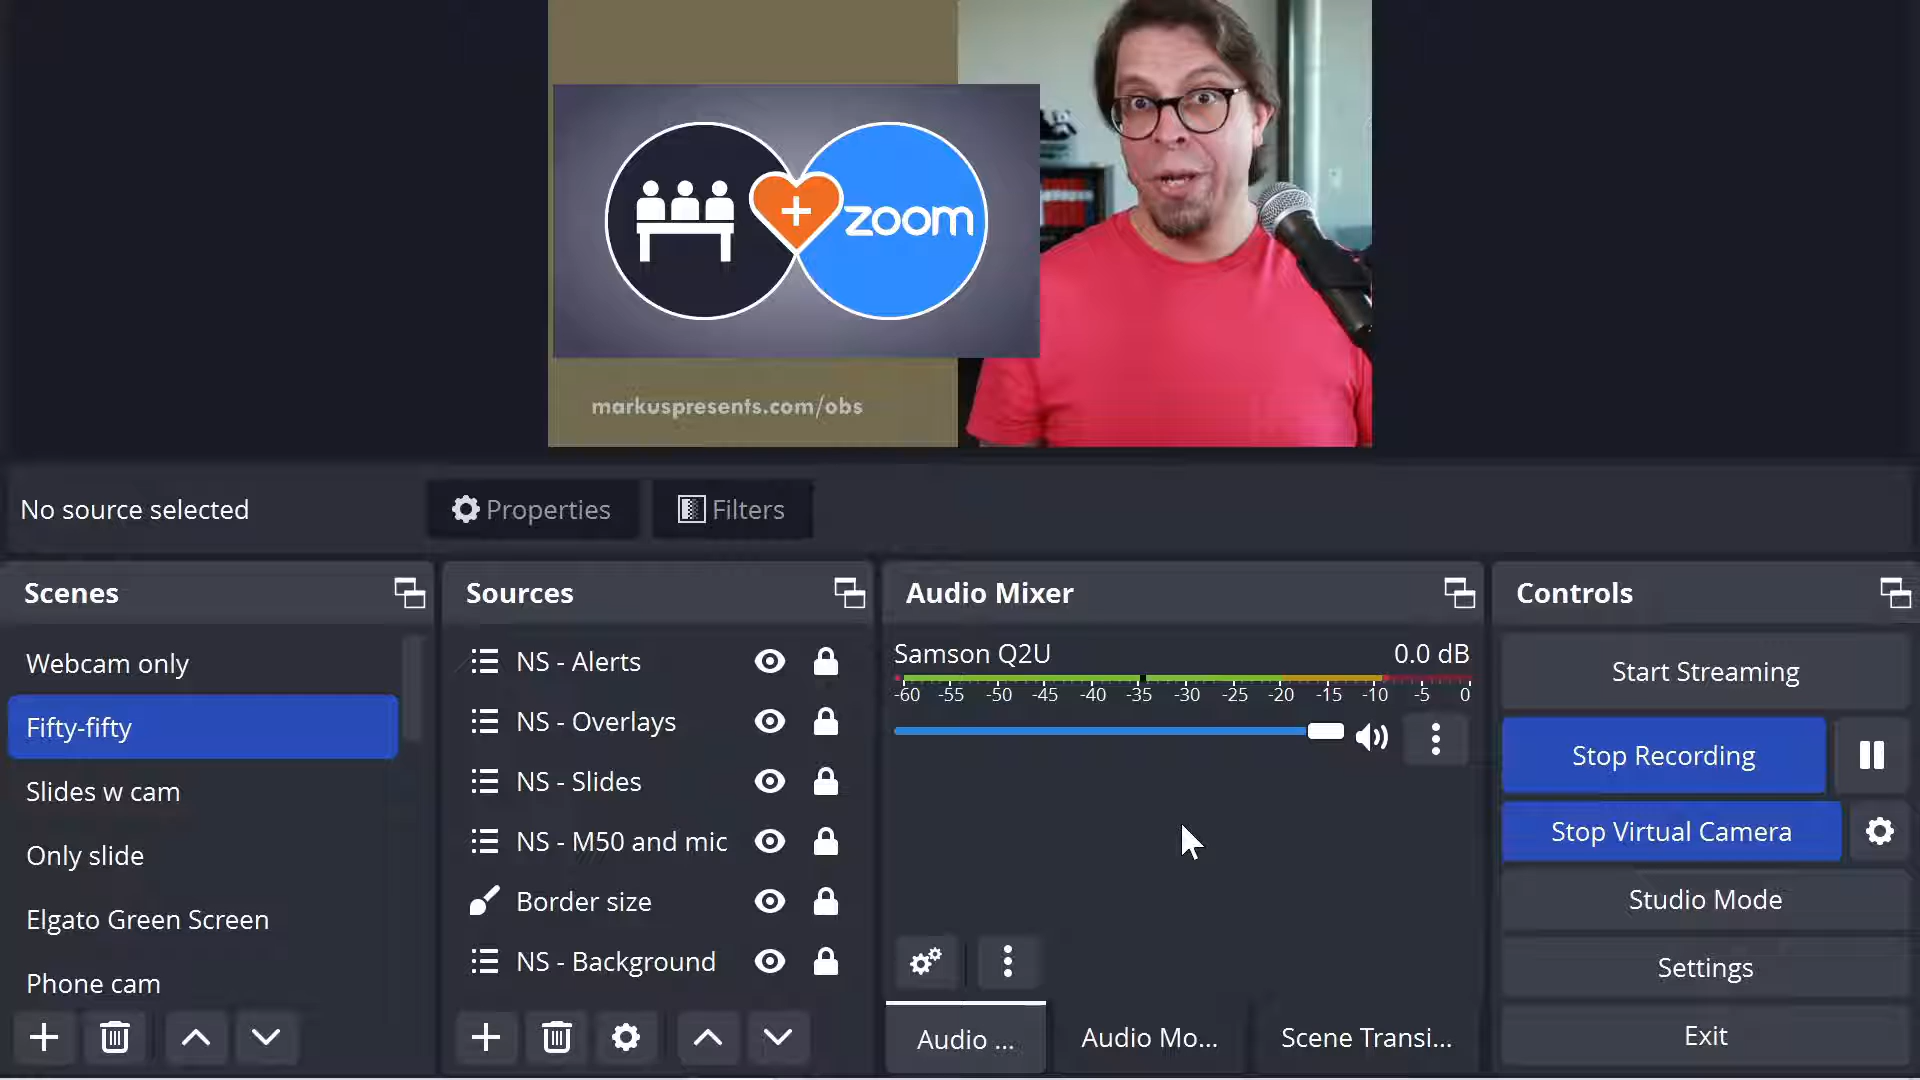 zoom
markuspresents.com/obs
No source selected
Properties
Filters
Scenes
Webcam only
Fifty-fifty
Slides w cam
Only slide
Elgato Green Screen
Phone cam
Sources
NS - Alerts
NS - Overlays
NS - Slides
NS - M50 and mic
Border size
NS - Background
Audio Mixer
Samson Q2U 0.0 dB
-60 -55 -50 -45 -40 -35 -30 -25 -20 -15 -10 -5 0
Audio ...
Audio Mo...
Scene Transi...
Controls
Start Streaming
Stop Recording
Stop Virtual Camera
Studio Mode
Settings
Exit